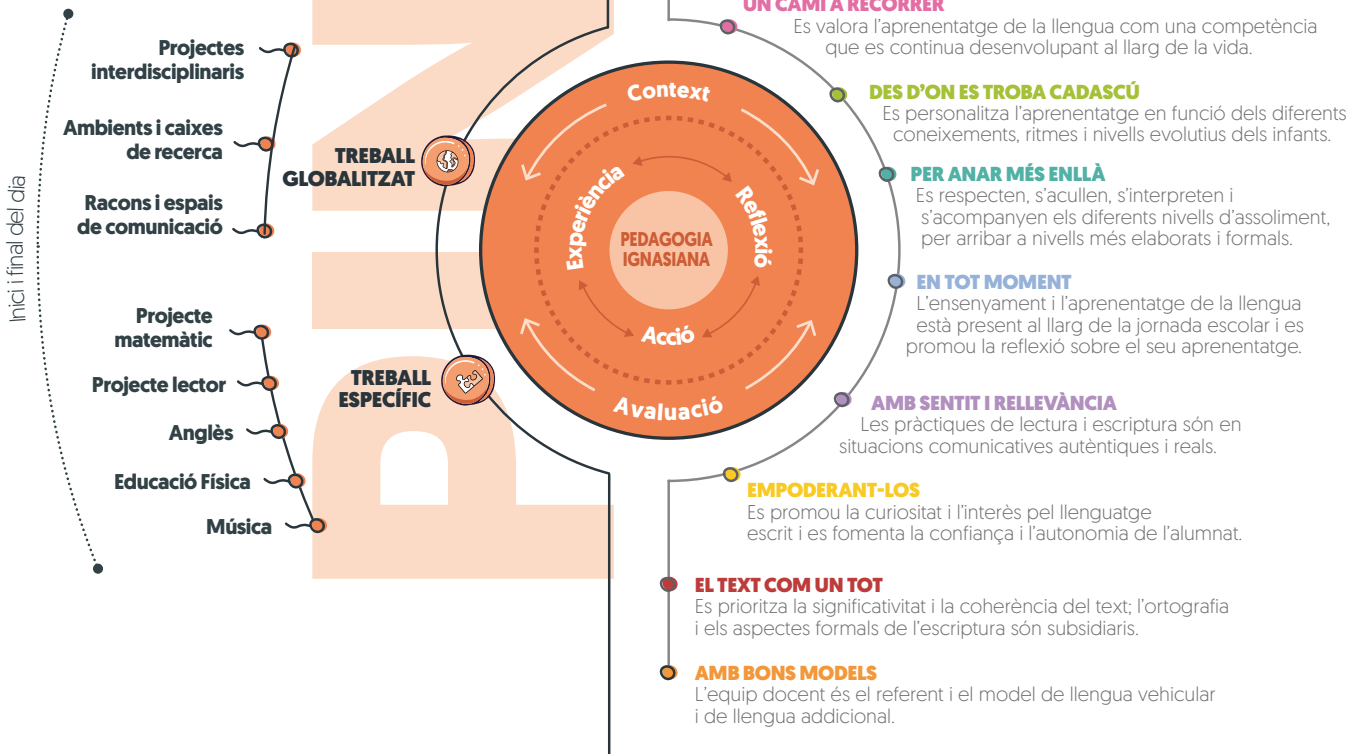 Inici i final del dia
Projectes
interdisciplinaris
Ambients i caixes
de recerca
Racons i espais
de comunicació
Projecte
matemàtic
Projecte lector
Anglès
Educació Física
Música
TREBALL
GLOBALITZAT
TREBALL
ESPECÍFIC
Context
Experiència
Reflexió
PEDAGOGIA
IGNASIANA
Acció
Avaluació
UN CAMÍ A RECÓRRER
Es valora l’aprenentatge de la llengua com una competència
que es continua desenvolupant al llarg de la vida.
DES D’ON ES TROBA CADASCÚ
Es personalitza l’aprenentatge en funció dels diferents
coneixements, ritmes i nivells evolutius dels infants.
PER ANAR MÉS ENLLÀ
Es respecten, s’acullen, s’interpreten i
s’acompanyen els diferents nivells d’assoliment,
per arribar a nivells més elaborats i formals.
EN TOT MOMENT
L’ensenyament i l’aprenentatge de la llengua
està present al llarg de la jornada escolar i es
promou la reflexió sobre el seu aprenentatge.
AMB SENTIT I RELLEVÀNCIA
Les pràctiques de lectura i escriptura són en
situacions comunicatives autèntiques i reals.
EMPODERANT-LOS
Es promou la curiositat i l’interès pel llenguatge
escrit i es fomenta la confiança i l’autonomia de l’alumnat.
EL TEXT COM UN TOT
Es prioritza la significativitat i la coherència del text; l’ortografia
i els aspectes formals de l’escriptura són subsidiaris.
AMB BONS MODELS
L’equip docent és el referent i el model de llengua vehicular
i de llengua addicional.